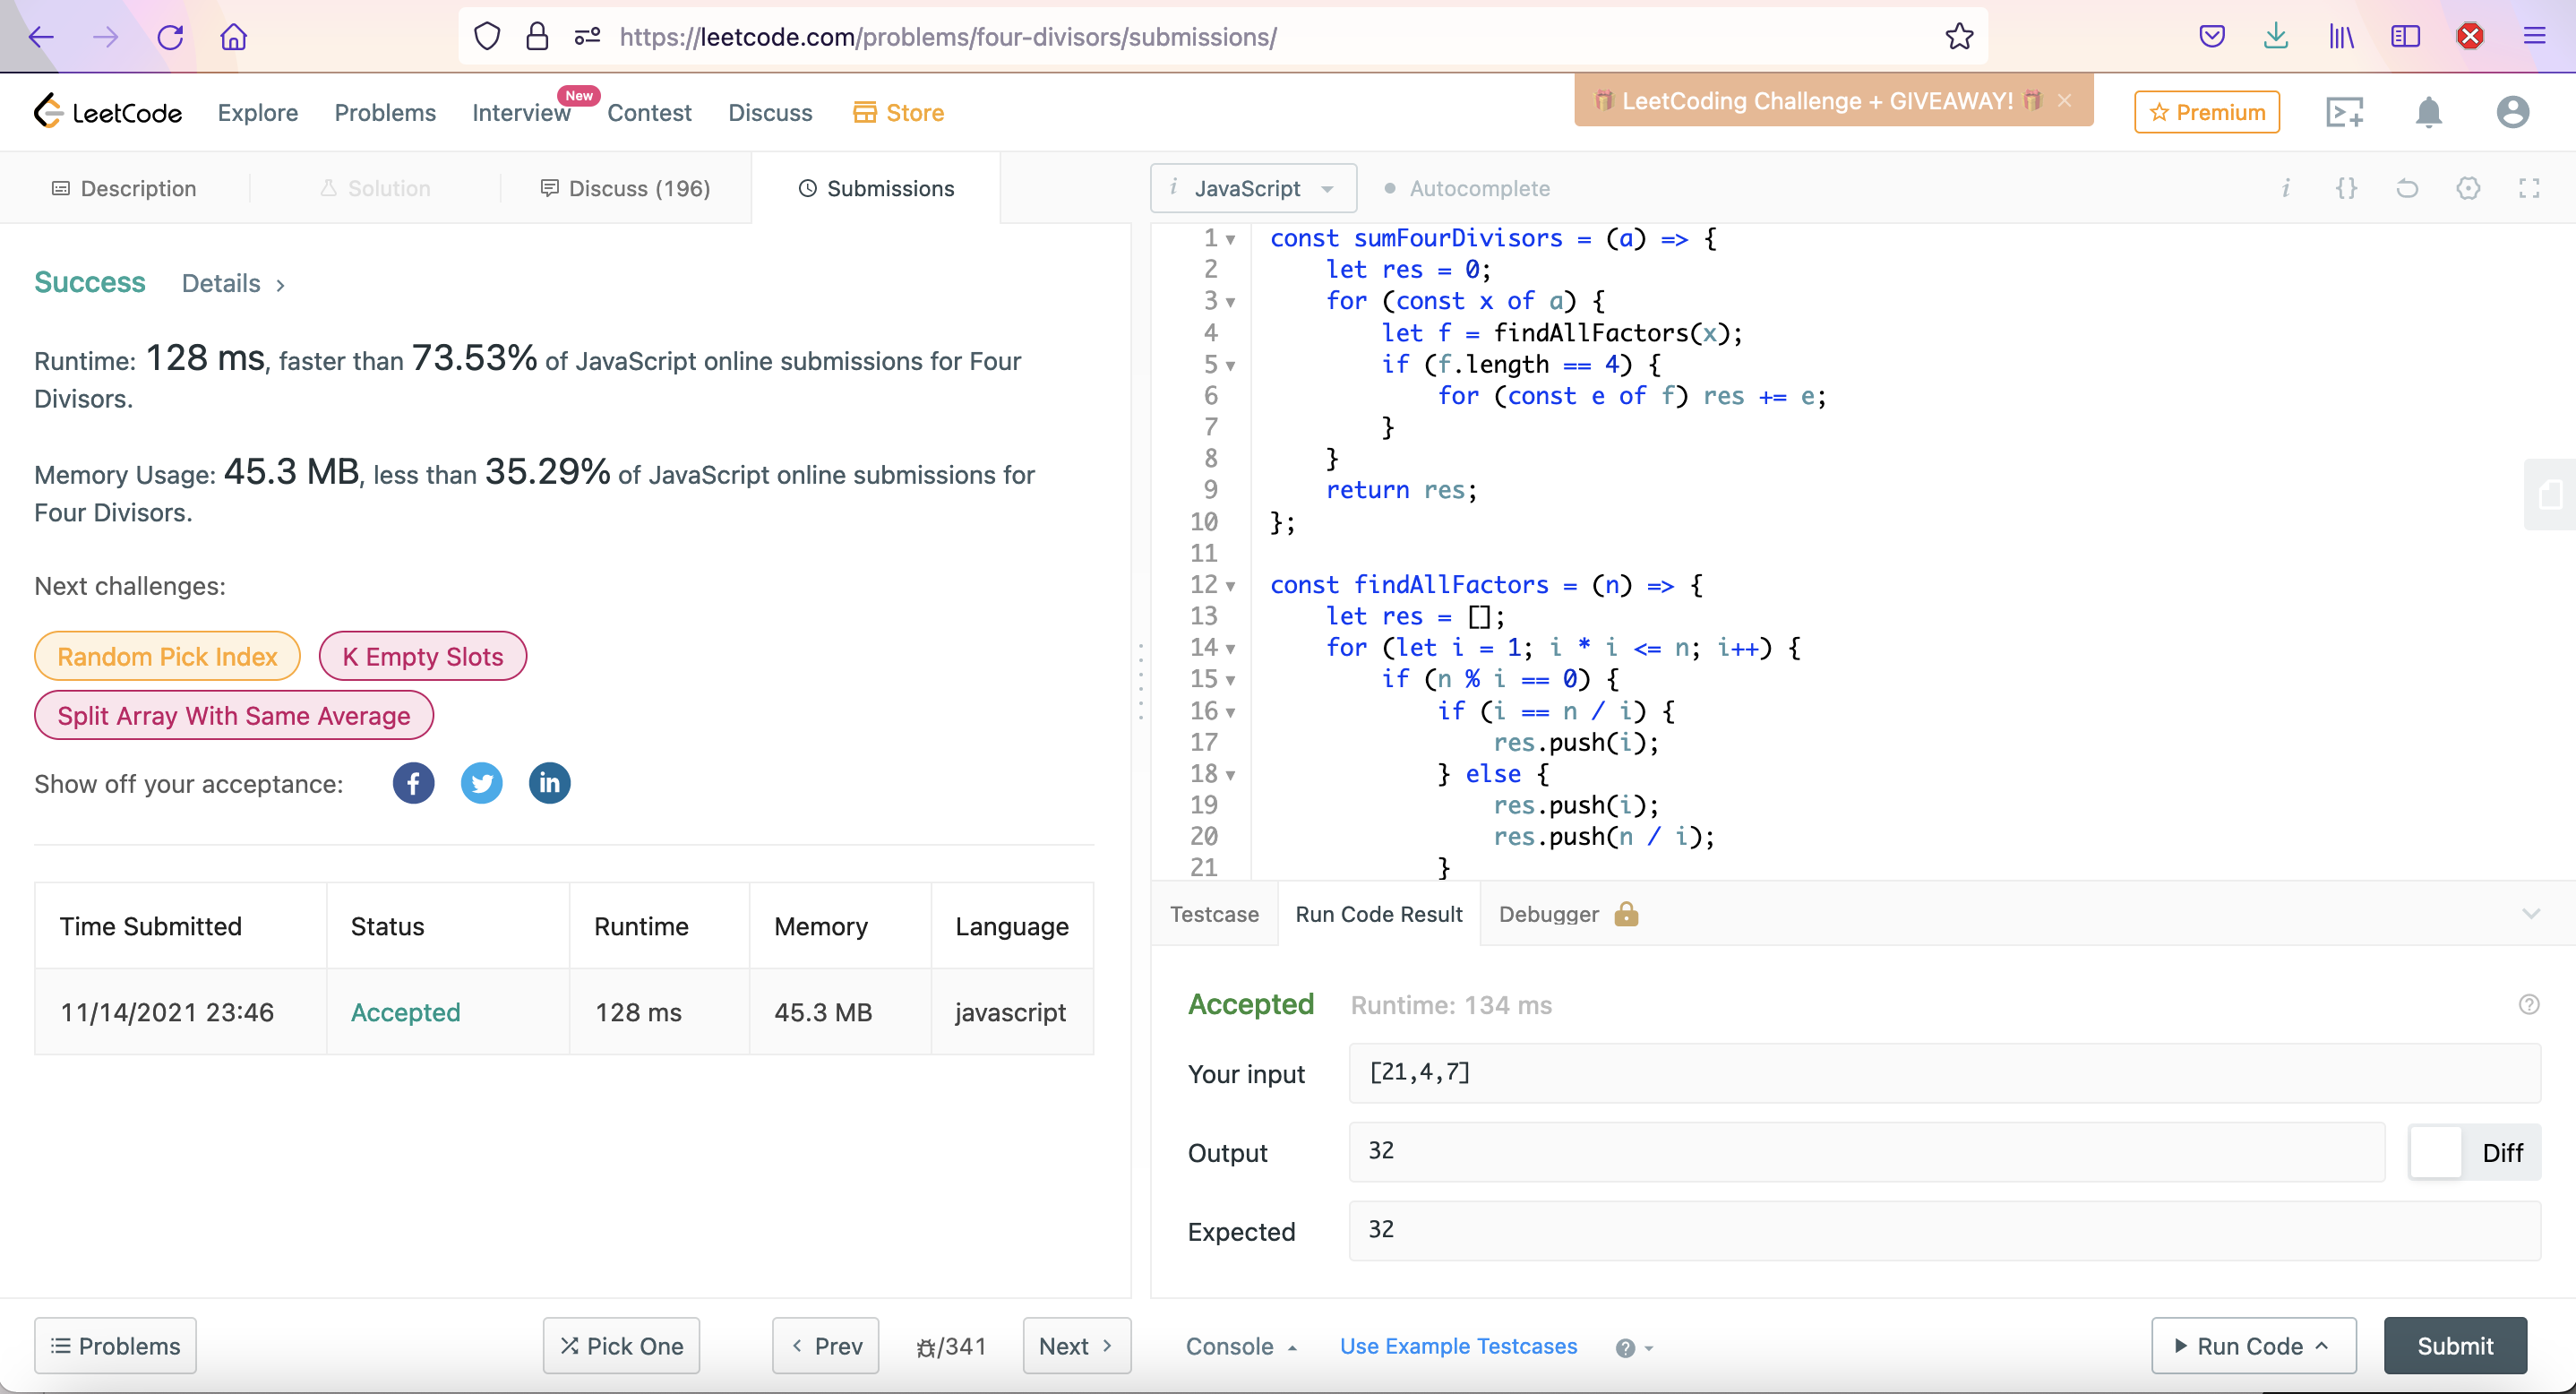 https://leetcode.com/problems/four-divisors/submissions/
LeetCode Explore Problems Interview New Contest Discuss Store LeetCoding Challenge + GIVEAWAY! × Premium
Description Solution Discuss (196) Submissions
Success Details >
Runtime: 128 ms, faster than 73.53% of JavaScript online submissions for Four
Divisors.
Memory Usage: 45.3 MB, less than 35.29% of JavaScript online submissions for
Four Divisors.
Next challenges:
Random Pick Index K Empty Slots
Split Array With Same Average
Show off your acceptance:
Time Submitted Status Runtime Memory Language
11/14/2021 23:46 Accepted 128 ms 45.3 MB javascript
i JavaScript Autocomplete i {}
1 const sumFourDivisors = (a) => {
2 let res = 0;
3 for (const x of a) {
4 let f = findAllFactors(x);
5 if (f.length == 4) {
6 for (const e of f) res += e;
7 }
8 }
9 return res;
10 };
11
12 const findAllFactors = (n) => {
13 let res = [];
14 for (let i = 1; i * i <= n; i++) {
15 if (n % i == 0) {
16 if (i == n / i) {
17 res.push(i);
18 } else {
19 res.push(i);
20 res.push(n / i);
21 }
Testcase Run Code Result Debugger
Accepted Runtime: 134 ms
Your input [21,4,7]
Output 32 Diff
Expected 32
Problems Pick One < Prev /341 Next > Console Use Example Testcases Run Code Submit